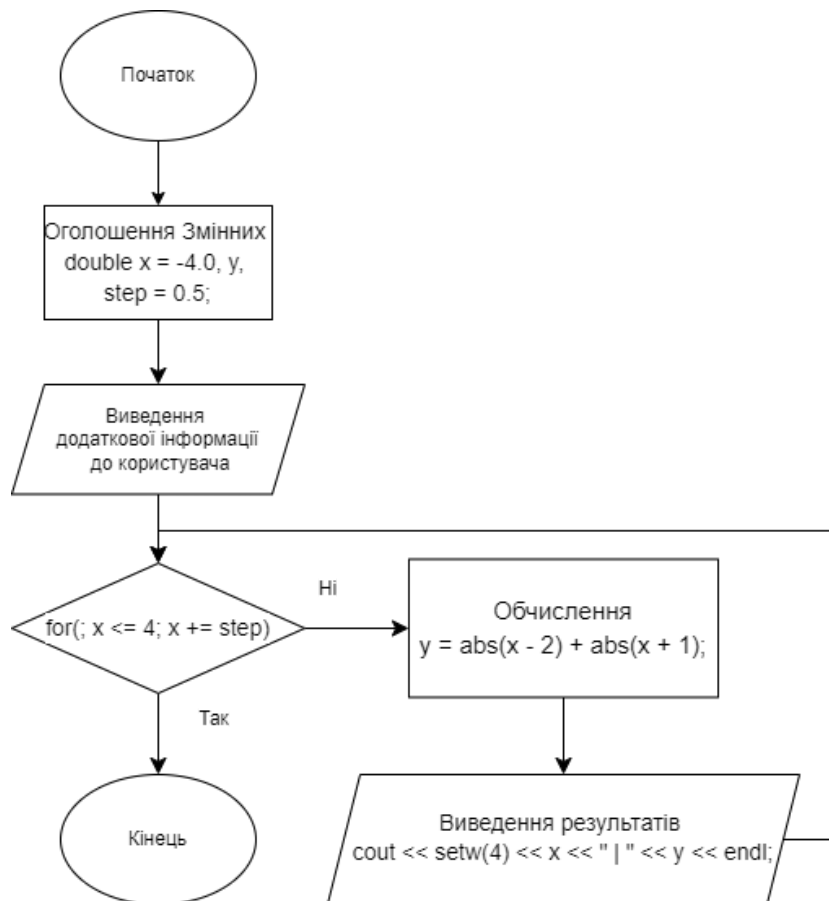 Початок
Оголошення Змінних
double x = -4.0, y,
step = 0.5;
Виведення
додаткової інформації
до користувача
for(; x <= 4; x += step)
Ні
Обчислення
y = abs(x - 2) + abs(x + 1);
Так
Кінець
Виведення результатів
cout << setw(4) << x << " | " << y << endl;